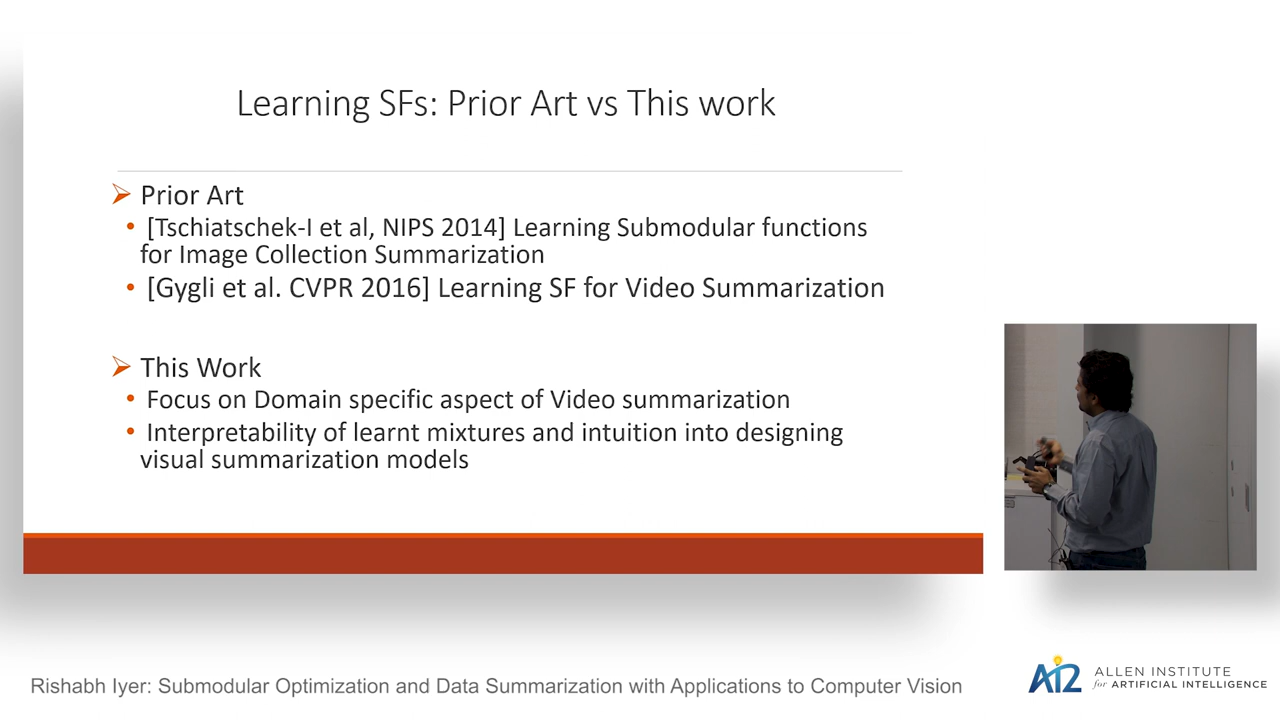 Learning SFs: Prior Art vs This work
Prior Art
[Tschiatschek-I et al, NIPS 2014] Learning Submodular functions
for Image Collection Summarization
[Gygli et al. CVPR 2016] Learning SF for Video Summarization
This Work
Focus on Domain specific aspect of Video summarization
Interpretability of learnt mixtures and intuition into designing
visual summarization models
Rishabh Iyer: Submodular Optimization and Data Summarization with Applications to Computer Vision
AI2
ALLEN INSTITUTE
for ARTIFICIAL INTELLIGENCE